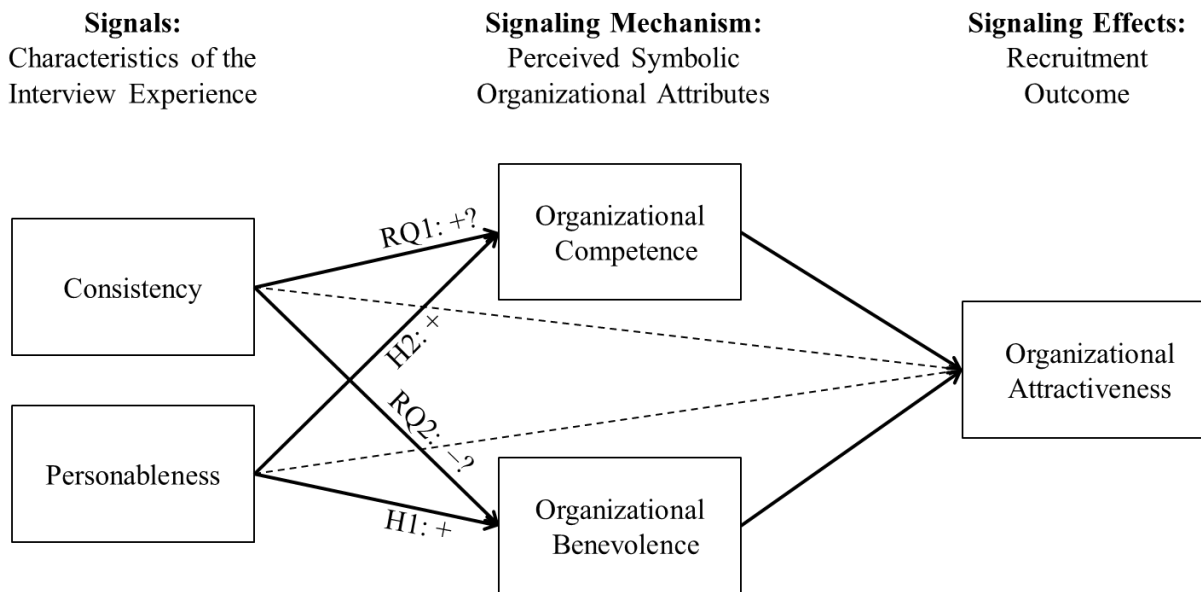 Signals:
Characteristics of the
Interview Experience
Signaling Mechanism:
Perceived Symbolic
Organizational Attributes
Signaling Effects:
Recruitment
Outcome
Consistency
Personableness
RQ1: +?
H2: +
RQ2: –?
H1: +
Organizational
Competence
Organizational
Benevolence
Organizational
Attractiveness